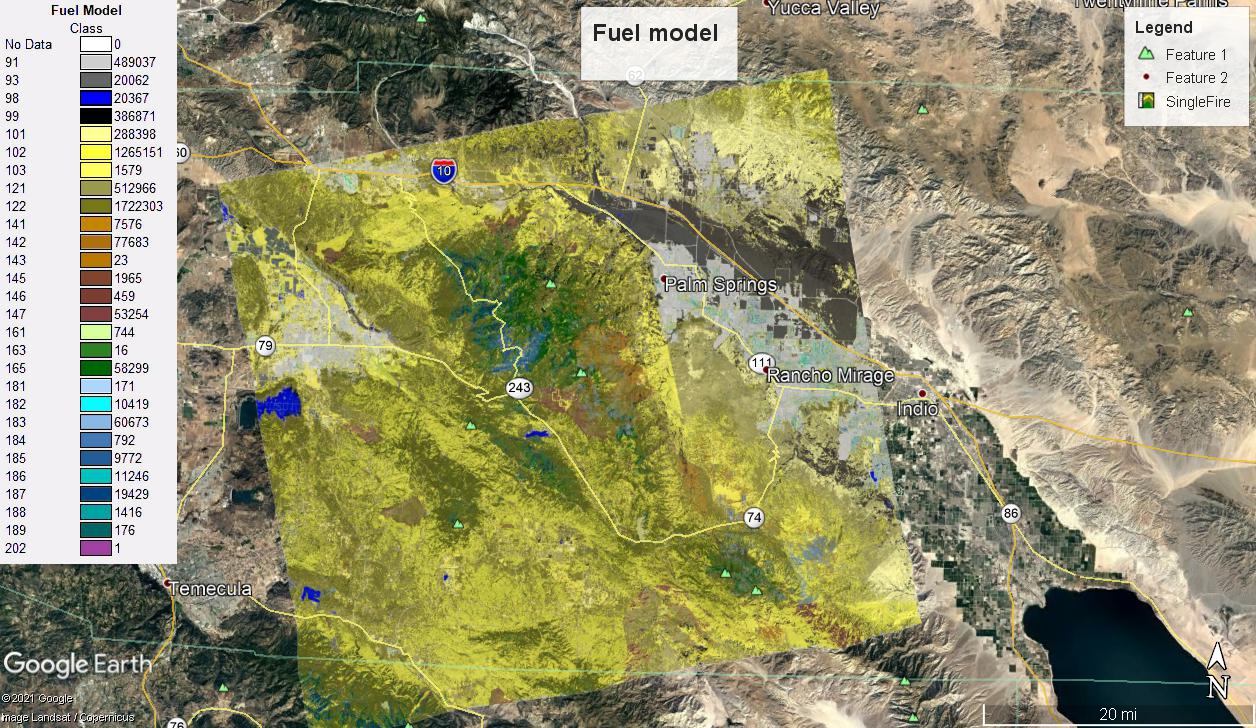 Fuel Model
Class
No Data 0
91 489037
93 20062
98 20367
99 386871
101 288398
102 1265151
103 1579
121 512966
122 1722303
141 7576
142 77683
143 23
145 1965
146 459
147 53254
161 744
163 16
165 58299
181 171
182 10419
183 60673
184 792
185 9772
186 11246
187 19429
188 1416
189 176
202 1
Fuel model
Yucca Valley
Twentynine Palms
Legend
Feature 1
Feature 2
SingleFire
62
60
10
Palm Springs
79
111
Rancho Mirage
243
Indio
74
86
Temecula
Google Earth
©2021 Google
Image Landsat / Copernicus
76
N
20 mi